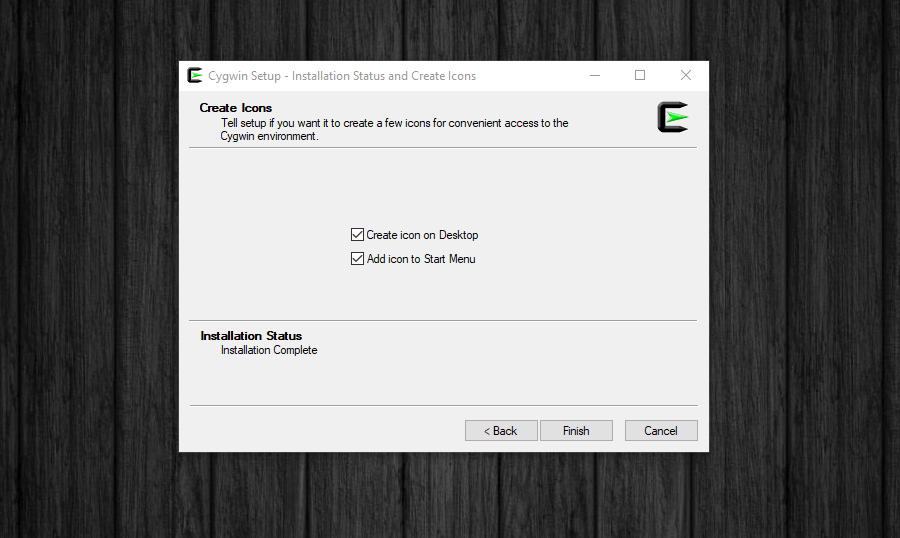 Cygwin Setup - Installation Status and Create Icons
Create Icons
Tell setup if you want it to create a few icons for convenient access to the
Cygwin environment.
Create icon on Desktop
Add icon to Start Menu
Installation Status
Installation Complete
< Back
Finish
Cancel